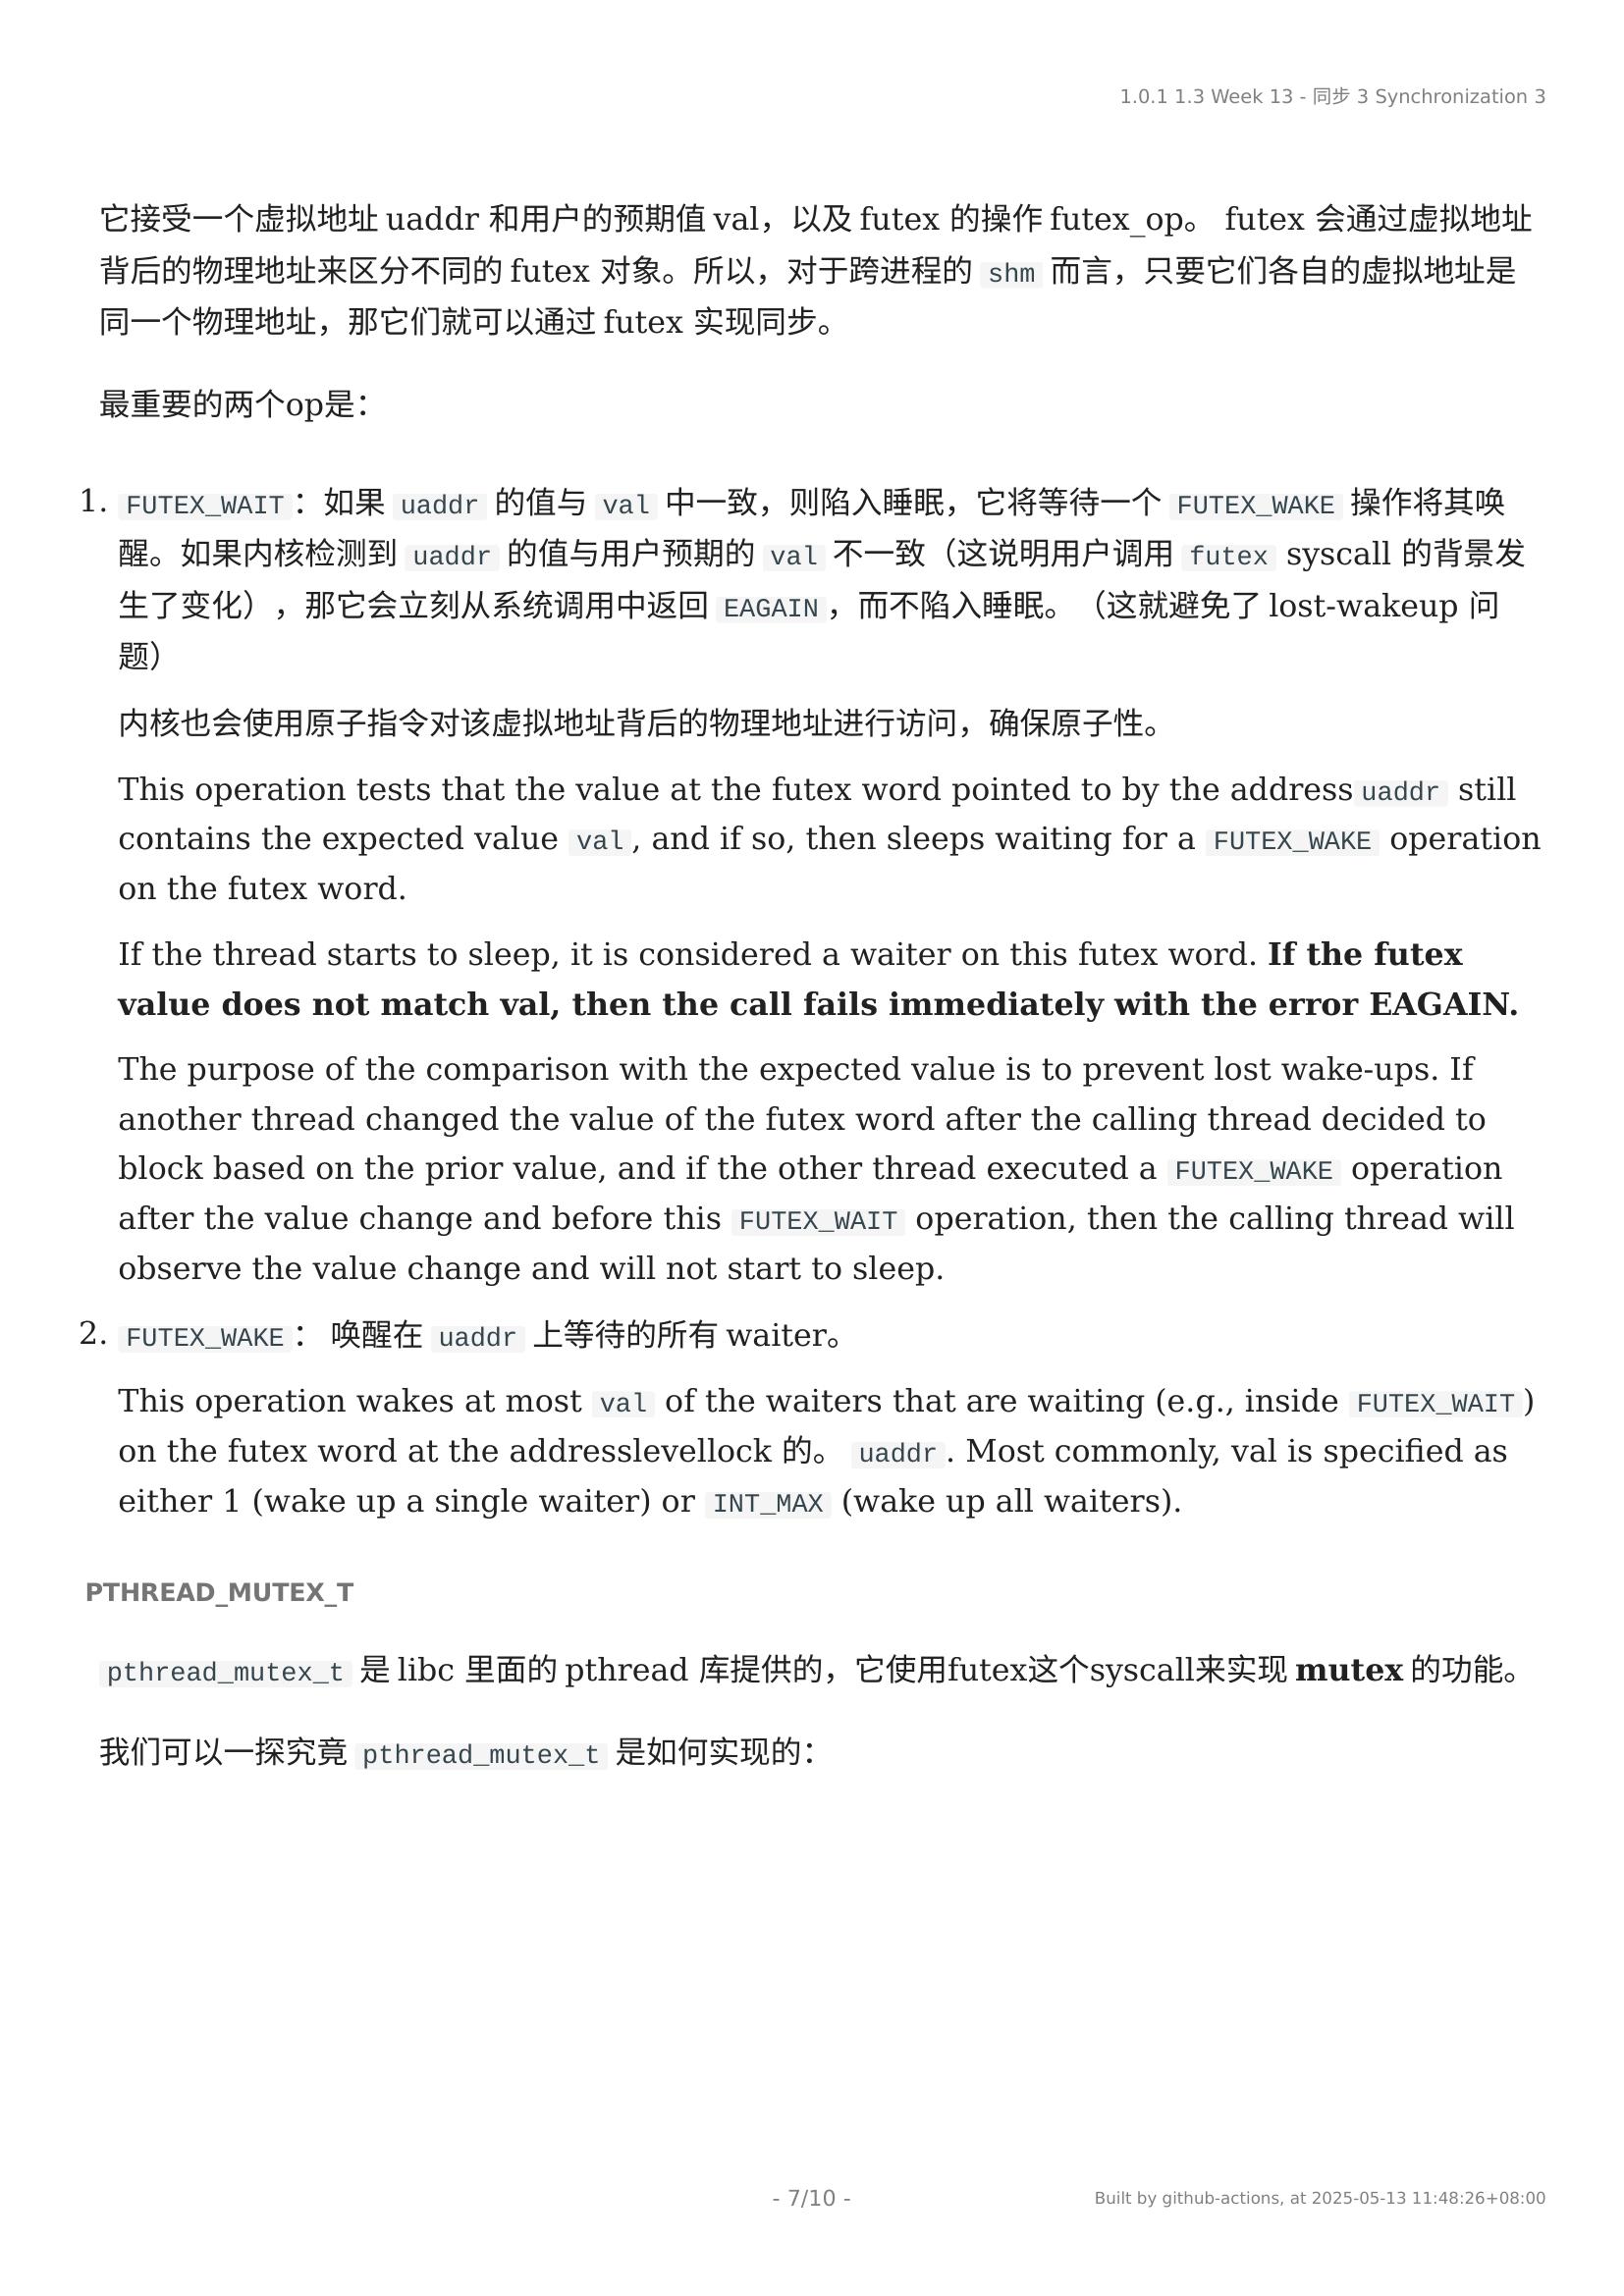 1.0.1 1.3 Week 13 - 同步 3 Synchronization 3
它接受一个虚拟地址 uaddr 和用户的预期值 val，以及 futex 的操作 futex_op。 futex 会通过虚拟地址
背后的物理地址来区分不同的 futex 对象。所以，对于跨进程的 shm 而言，只要它们各自的虚拟地址是
同一个物理地址，那它们就可以通过 futex 实现同步。
最重要的两个op是：
1. FUTEX_WAIT：如果 uaddr 的值与 val 中一致，则陷入睡眠，它将等待一个 FUTEX_WAKE 操作将其唤
醒。如果内核检测到 uaddr 的值与用户预期的 val 不一致（这说明用户调用 futex syscall 的背景发
生了变化），那它会立刻从系统调用中返回 EAGAIN，而不陷入睡眠。（这就避免了 lost-wakeup 问
题）
内核也会使用原子指令对该虚拟地址背后的物理地址进行访问，确保原子性。
This operation tests that the value at the futex word pointed to by the addressuaddr still
contains the expected value val, and if so, then sleeps waiting for a FUTEX_WAKE operation
on the futex word.
If the thread starts to sleep, it is considered a waiter on this futex word. If the futex
value does not match val, then the call fails immediately with the error EAGAIN.
The purpose of the comparison with the expected value is to prevent lost wake-ups. If
another thread changed the value of the futex word after the calling thread decided to
block based on the prior value, and if the other thread executed a FUTEX_WAKE operation
after the value change and before this FUTEX_WAIT operation, then the calling thread will
observe the value change and will not start to sleep.
2. FUTEX_WAKE： 唤醒在 uaddr 上等待的所有 waiter。
This operation wakes at most val of the waiters that are waiting (e.g., inside FUTEX_WAIT)
on the futex word at the addresslevellock 的。 uaddr. Most commonly, val is specified as
either 1 (wake up a single waiter) or INT_MAX (wake up all waiters).
PTHREAD_MUTEX_T
pthread_mutex_t 是 libc 里面的 pthread 库提供的，它使用futex这个syscall来实现 mutex 的功能。
我们可以一探究竟 pthread_mutex_t 是如何实现的：
- 7/10 -
Built by github-actions, at 2025-05-13 11:48:26+08:00